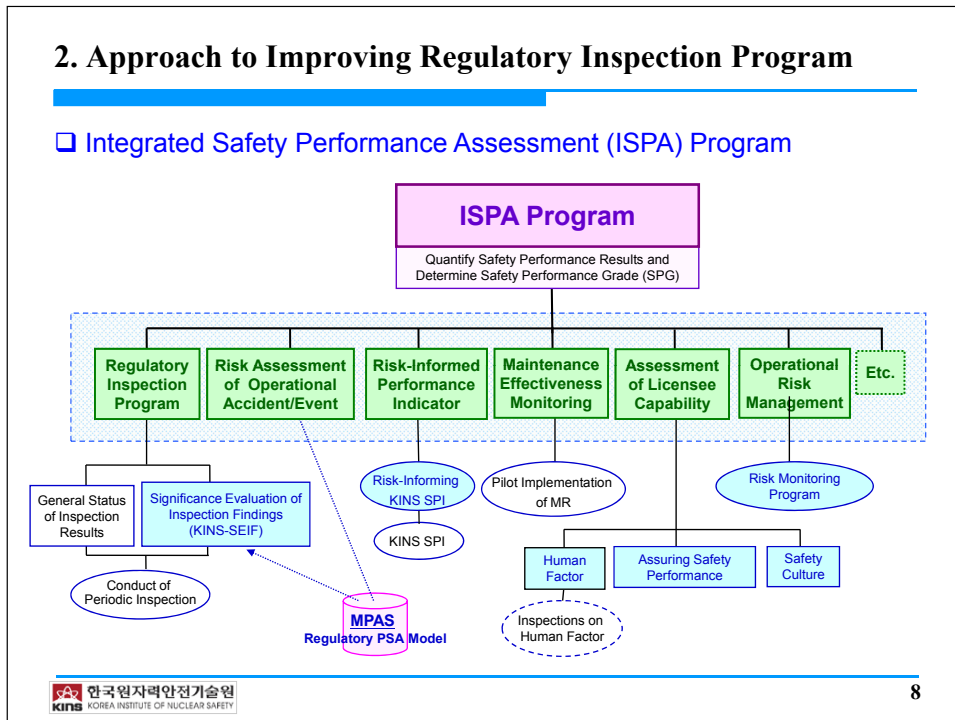 2. Approach to Improving Regulatory Inspection Program
❑ Integrated Safety Performance Assessment (ISPA) Program
ISPA Program
Quantify Safety Performance Results and
Determine Safety Performance Grade (SPG)
Regulatory
Inspection
Program
Risk Assessment
of Operational
Accident/Event
Risk-Informed
Performance
Indicator
Maintenance
Effectiveness
Monitoring
Assessment
of Licensee
Capability
Operational
Risk
Management
Etc.
General Status
of Inspection
Results
Significance Evaluation of
Inspection Findings
(KINS-SEIF)
Conduct of
Periodic Inspection
Risk-Informing
KINS SPI
KINS SPI
Pilot Implementation
of MR
Risk Monitoring
Program
Human
Factor
Assuring Safety
Performance
Safety
Culture
Inspections on
Human Factor
MPAS
Regulatory PSA Model
KINS
한국원자력안전기술원
KOREA INSTITUTE OF NUCLEAR SAFETY
8